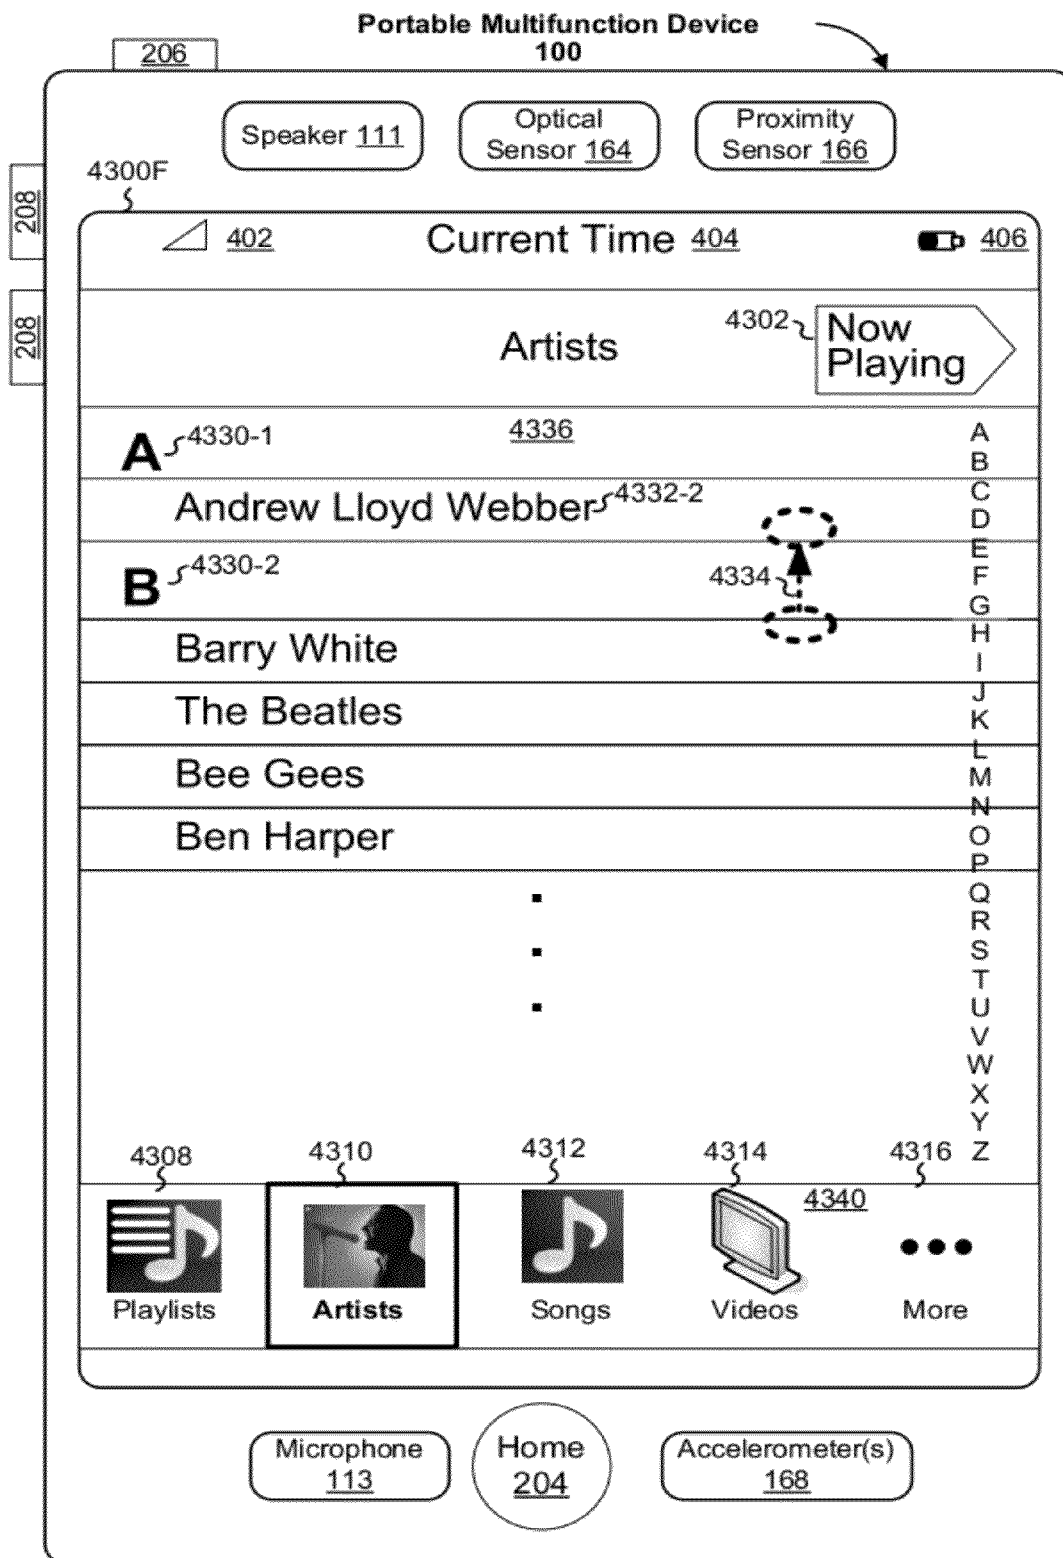 Portable Multifunction Device
100
206
Speaker 111
Optical
Sensor 164
Proximity
Sensor 166
4300F
208
208
402
Current Time 404
406
Artists
4302
Now
Playing
A
4330-1
4336
Andrew Lloyd Webber
4332-2
B
4330-2
4334
Barry White
The Beatles
Bee Gees
Ben Harper
A
B
C
D
E
F
G
H
I
J
K
L
M
N
O
P
Q
R
S
T
U
V
W
X
Y
Z
4308
4310
4312
4314
4316
4340
Playlists
Artists
Songs
Videos
More
Microphone
113
Home
204
Accelerometer(s)
168